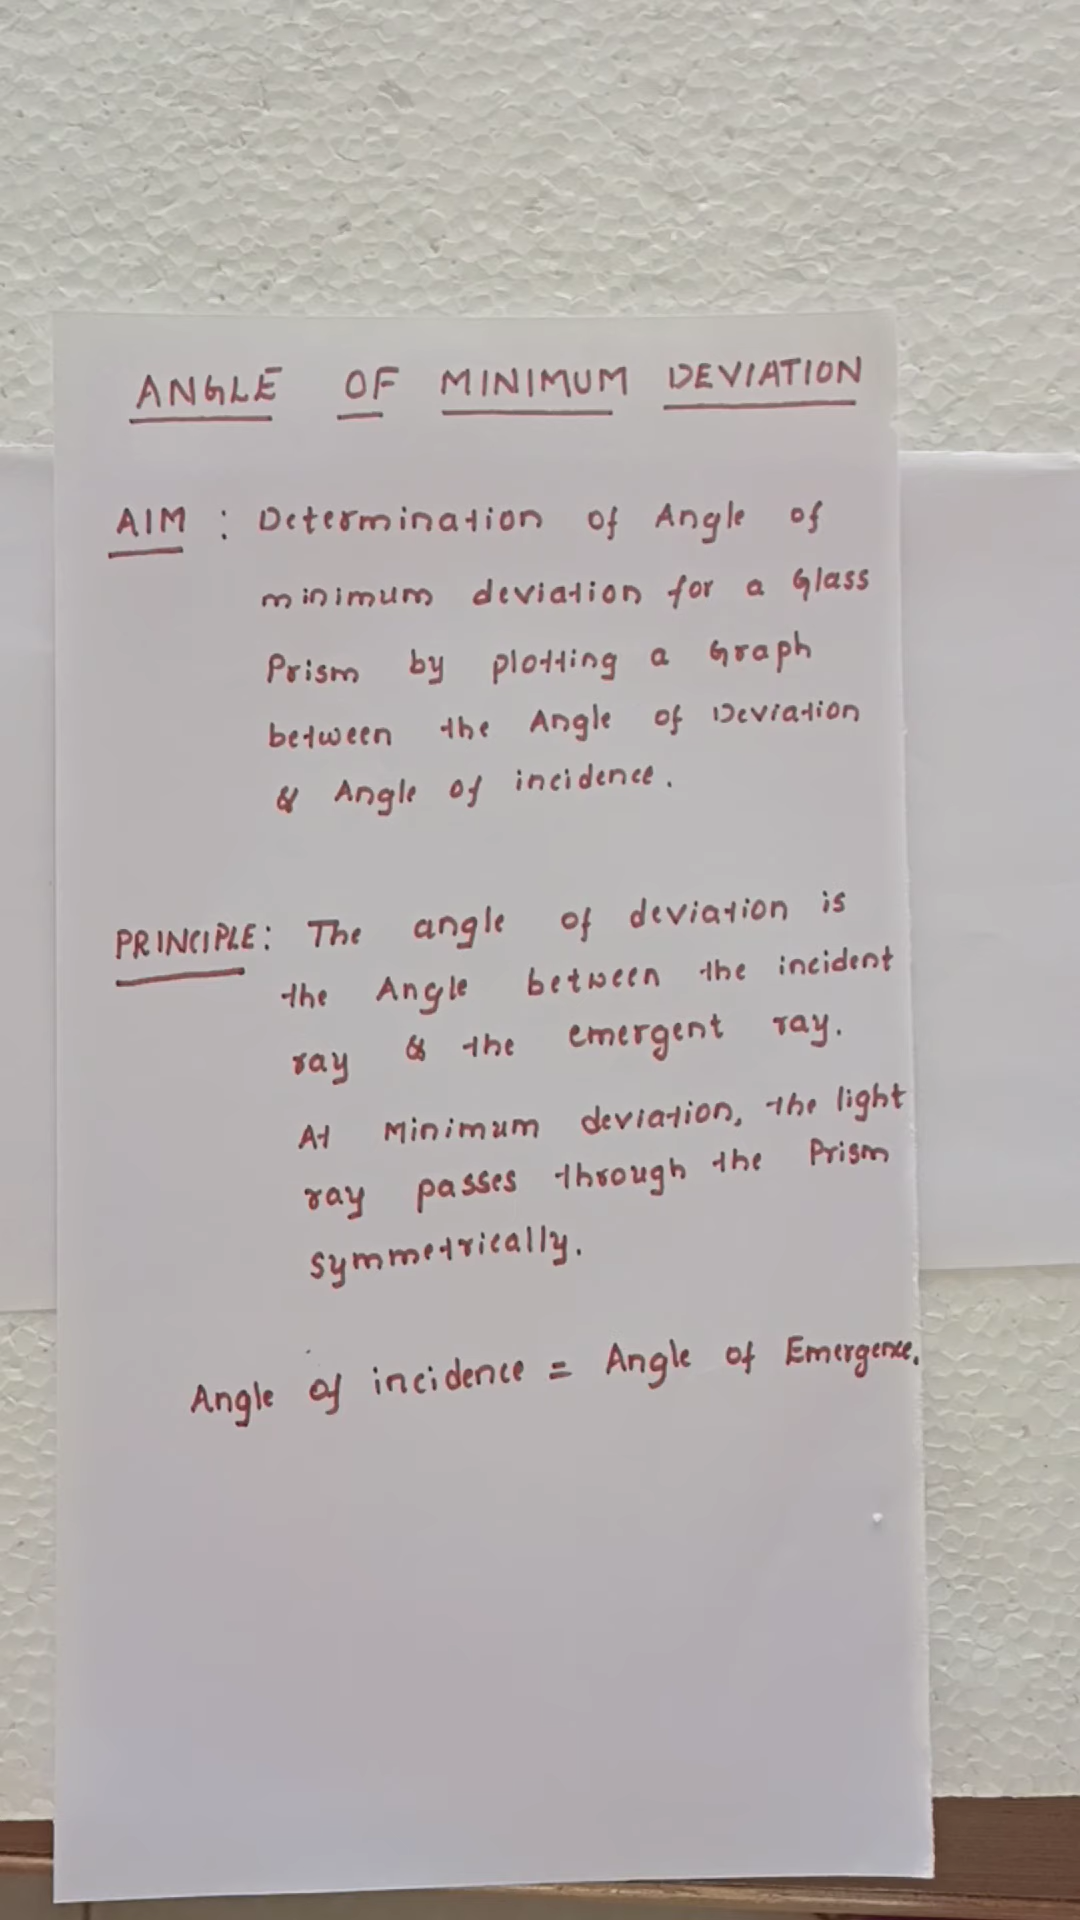 ANGLE OF MINIMUM DEVIATION
AIM : Determination of Angle of
minimum deviation for a Glass
Prism by plotting a Graph
between the Angle of Deviation
& Angle of incidence.
PRINCIPLE: The angle of deviation is
the Angle between the incident
ray & the emergent ray.
At Minimum deviation, the light
ray passes through the Prism
symmetrically.
Angle of incidence = Angle of Emergence.